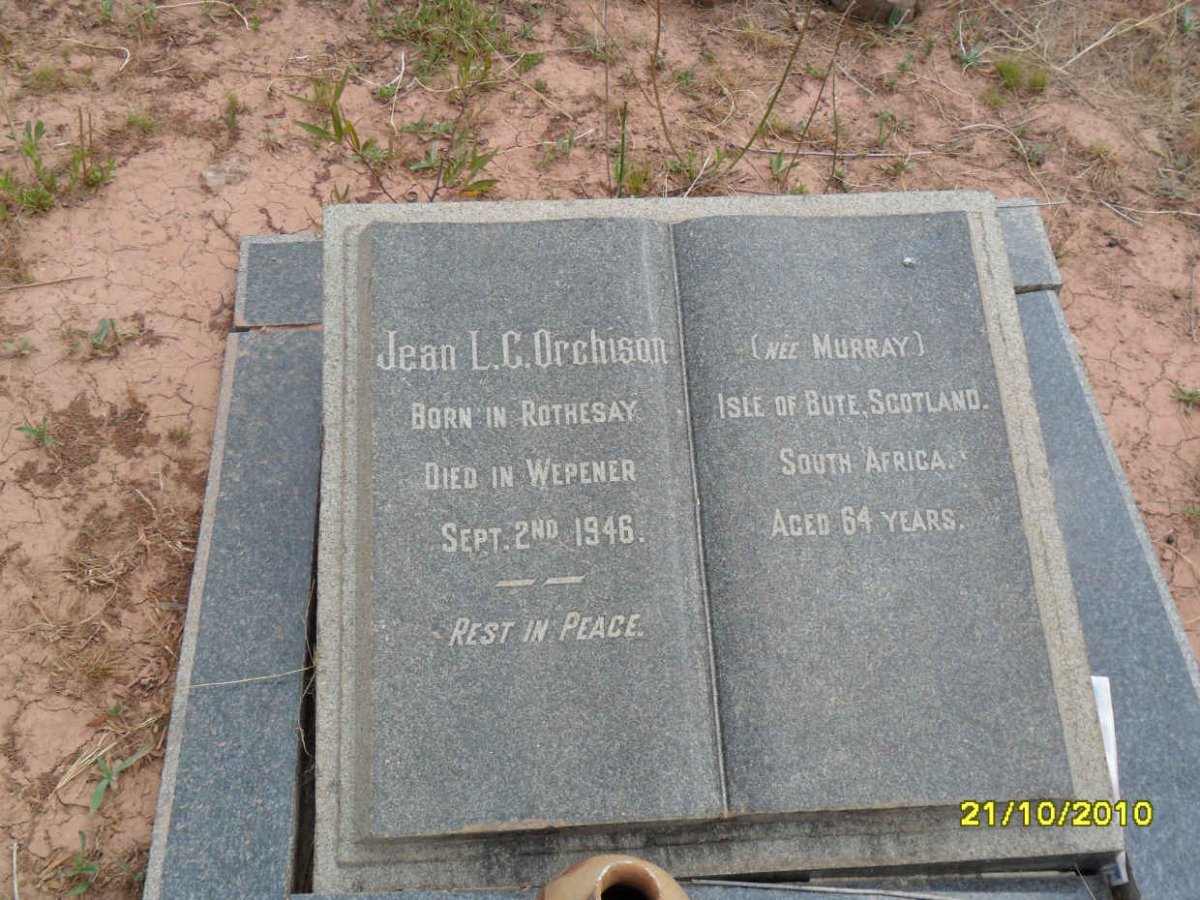 Jean L.C. Orchison (NEE MURRAY)
BORN IN ROTHESAY ISLE OF BUTE, SCOTLAND.
DIED IN WEPENER SOUTH AFRICA.
SEPT. 2ND 1946. AGED 64 YEARS.
REST IN PEACE.
21/10/2010